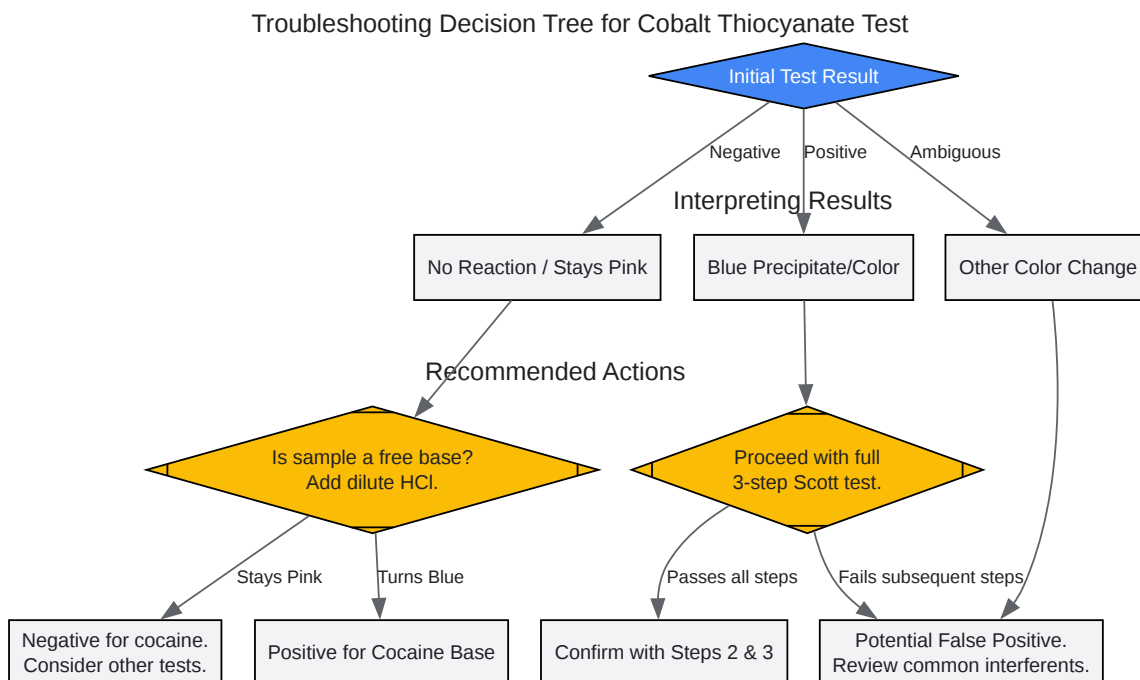 Troubleshooting Decision Tree for Cobalt Thiocyanate Test
Initial Test Result
Negative
Positive
Ambiguous
Interpreting Results
No Reaction / Stays Pink
Blue Precipitate/Color
Other Color Change
Recommended Actions
Is sample a free base?
Add dilute HCl.
Proceed with full
3-step Scott test.
Stays Pink
Turns Blue
Passes all steps
Fails subsequent steps
Negative for cocaine.
Consider other tests.
Positive for Cocaine Base
Confirm with Steps 2 & 3
Potential False Positive.
Review common interferents.